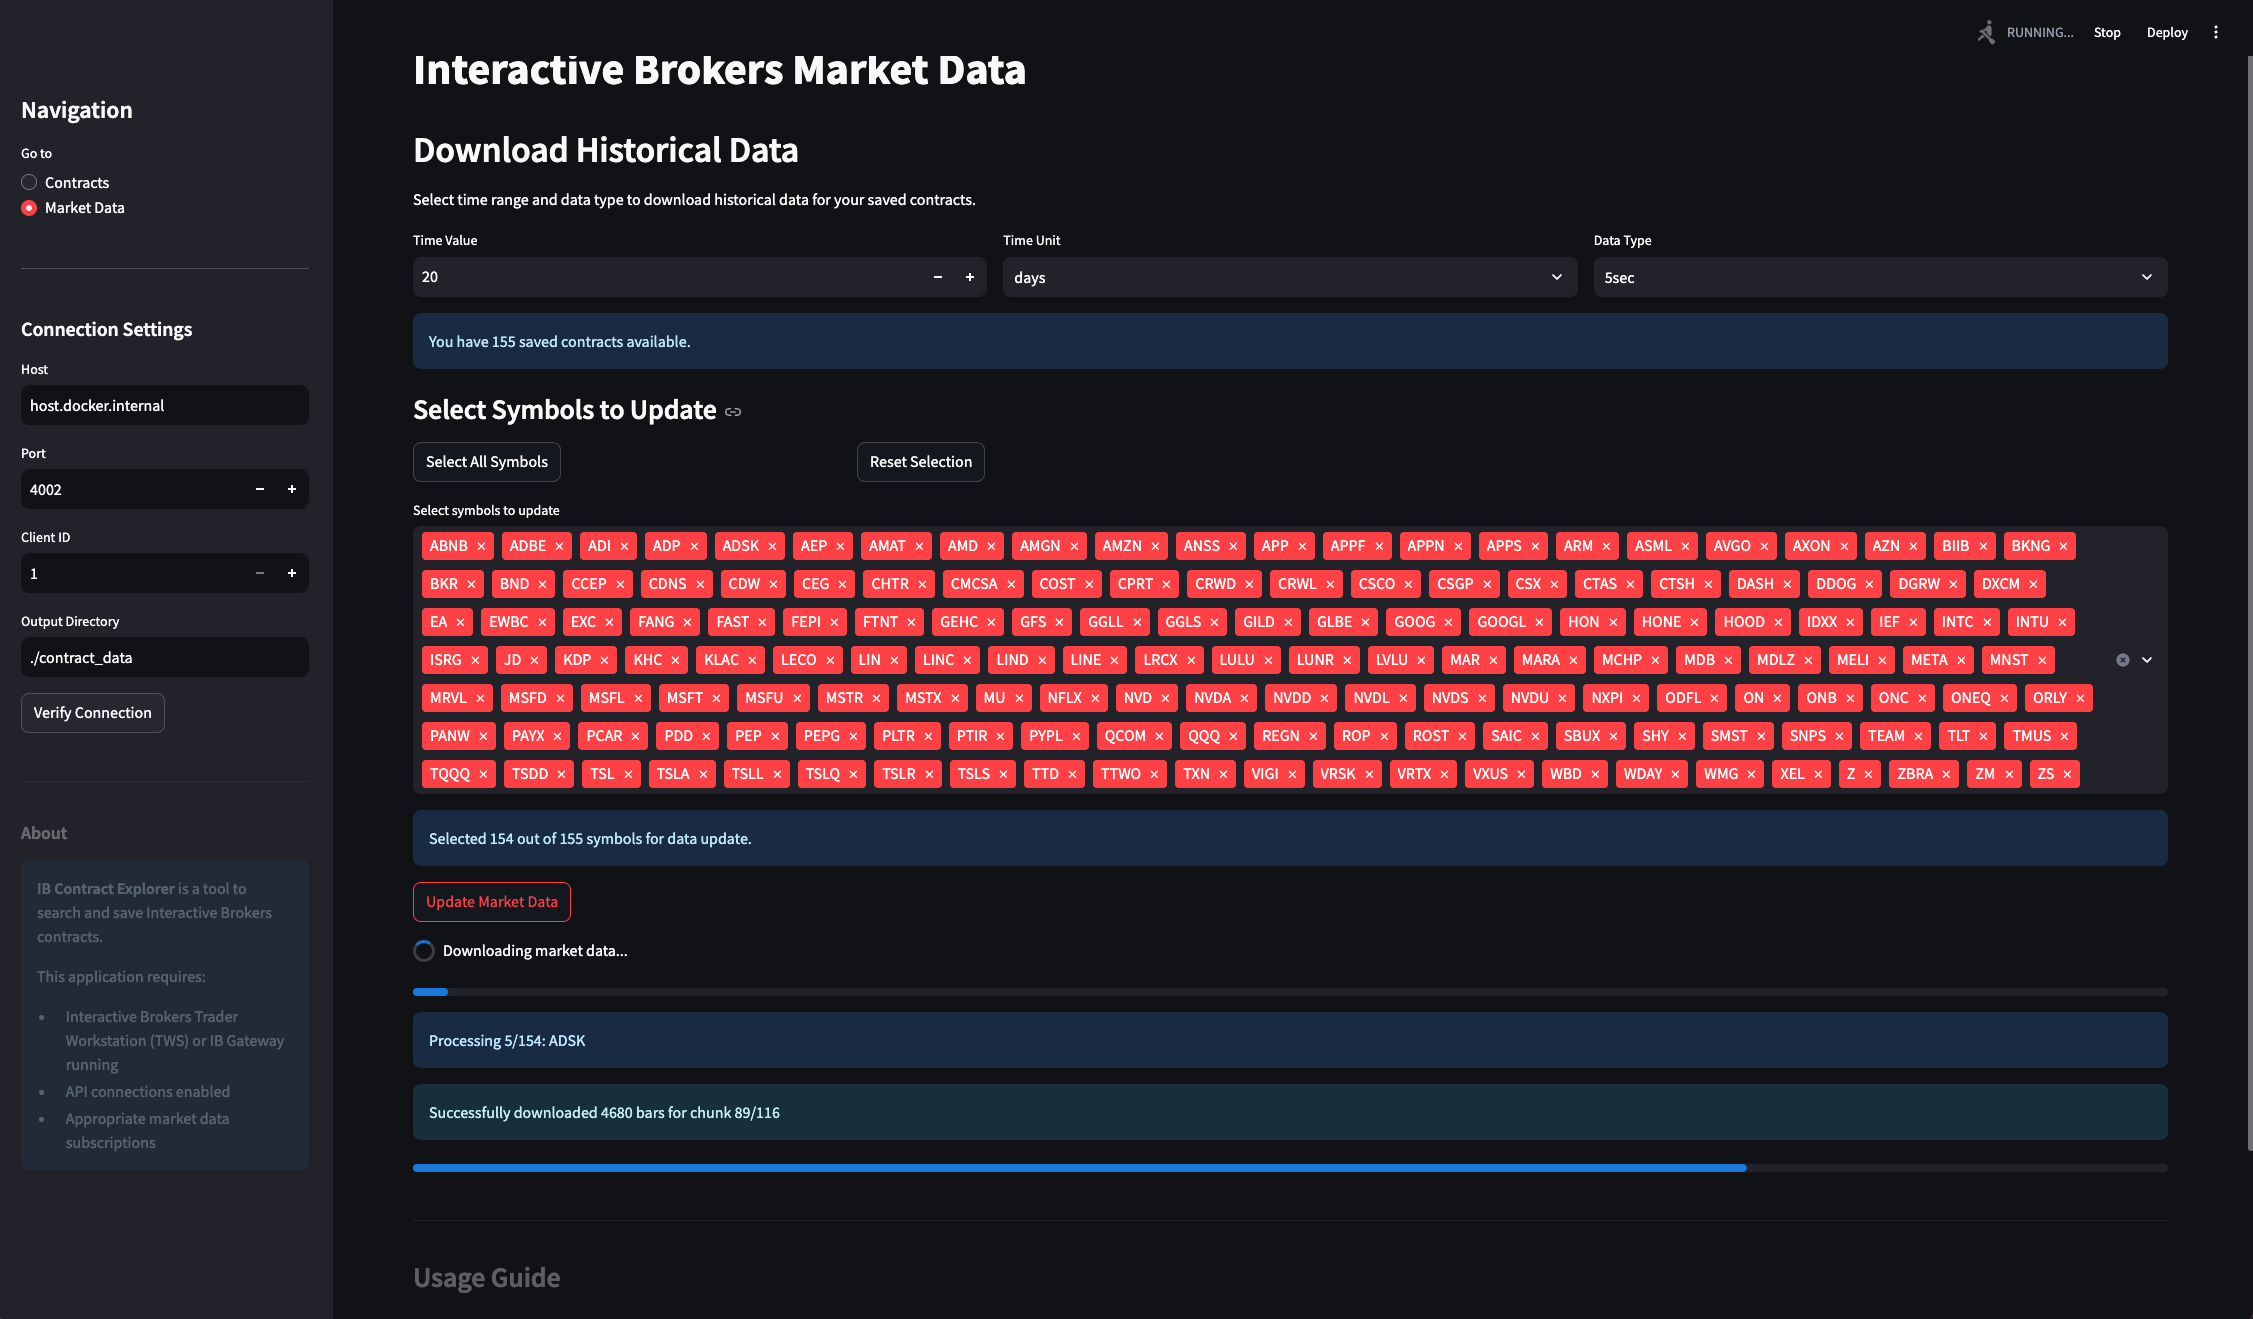 RUNNING...
Stop
Deploy
Navigation
Go to
Contracts
Market Data
Connection Settings
Host
host.docker.internal
Port
4002
Client ID
1
Output Directory
./contract_data
Verify Connection
About
IB Contract Explorer is a tool to
search and save Interactive Brokers
contracts.
This application requires:
Interactive Brokers Trader
Workstation (TWS) or IB Gateway
running
API connections enabled
Appropriate market data
subscriptions
Interactive Brokers Market Data
Download Historical Data
Select time range and data type to download historical data for your saved contracts.
Time Value
20
Time Unit
days
Data Type
5sec
You have 155 saved contracts available.
Select Symbols to Update
Select All Symbols
Reset Selection
Select symbols to update
ABNB ADBE ADI ADP ADSK AEP AMAT AMD AMGN AMZN ANSS APP APPF APPN APPS ARM ASML AVGO AXON AZN BIIB BKNG
BKR BND CCEP CDNS CDW CEG CHTR CMCSA COST CPRT CRWD CRWL CSCO CSGP CSX CTAS CTSH DASH DDOG DGRW DXCM
EA EWBC EXC FANG FAST FEPI FTNT GEHC GFS GGLL GGLS GILD GLBE GOOG GOOGL HON HONE HOOD IDXX IEF INTC INTU
ISRG JD KDP KHC KLAC LECO LIN LINC LIND LINE LRCX LULU LUNR LVLU MAR MARA MCHP MDB MDLZ MELI META MNST
MRVL MSFD MSFL MSFT MSFU MSTR MSTX MU NFLX NVD NVDA NVDD NVDL NVDS NVDU NXPI ODFL ON ONB ONC ONEQ ORLY
PANW PAYX PCAR PDD PEP PEPG PLTR PTIR PYPL QCOM QQQ REGN ROP ROST SAIC SBUX SHY SMST SNPS TEAM TLT TMUS
TQQQ TSDD TSL TSLA TSLL TSLQ TSLR TSLS TTD TTWO TXN VIGI VRSK VRTX VXUS WBD WDAY WMG XEL Z ZBRA ZM ZS
Selected 154 out of 155 symbols for data update.
Update Market Data
Downloading market data...
Processing 5/154: ADSK
Successfully downloaded 4680 bars for chunk 89/116
Usage Guide